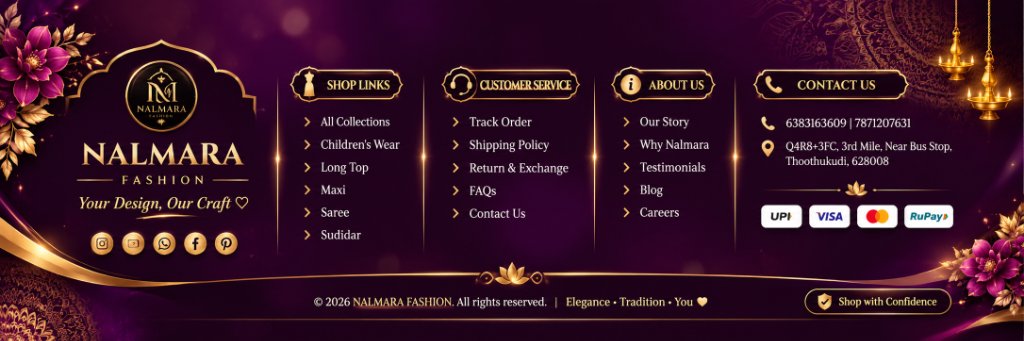 NM
NALMARA
FASHION
NALMARA
FASHION
Your Design, Our Craft
SHOP LINKS
All Collections
Children's Wear
Long Top
Maxi
Saree
Sudidar
CUSTOMER SERVICE
Track Order
Shipping Policy
Return & Exchange
FAQs
Contact Us
ABOUT US
Our Story
Why Nalmara
Testimonials
Blog
Careers
CONTACT US
6383163609 | 7871207631
Q4R8+3FC, 3rd Mile, Near Bus Stop,
Thoothukudi, 628008
UPI
VISA
mastercard
RuPay
© 2026 NALMARA FASHION. All rights reserved. | Elegance • Tradition • You
Shop with Confidence